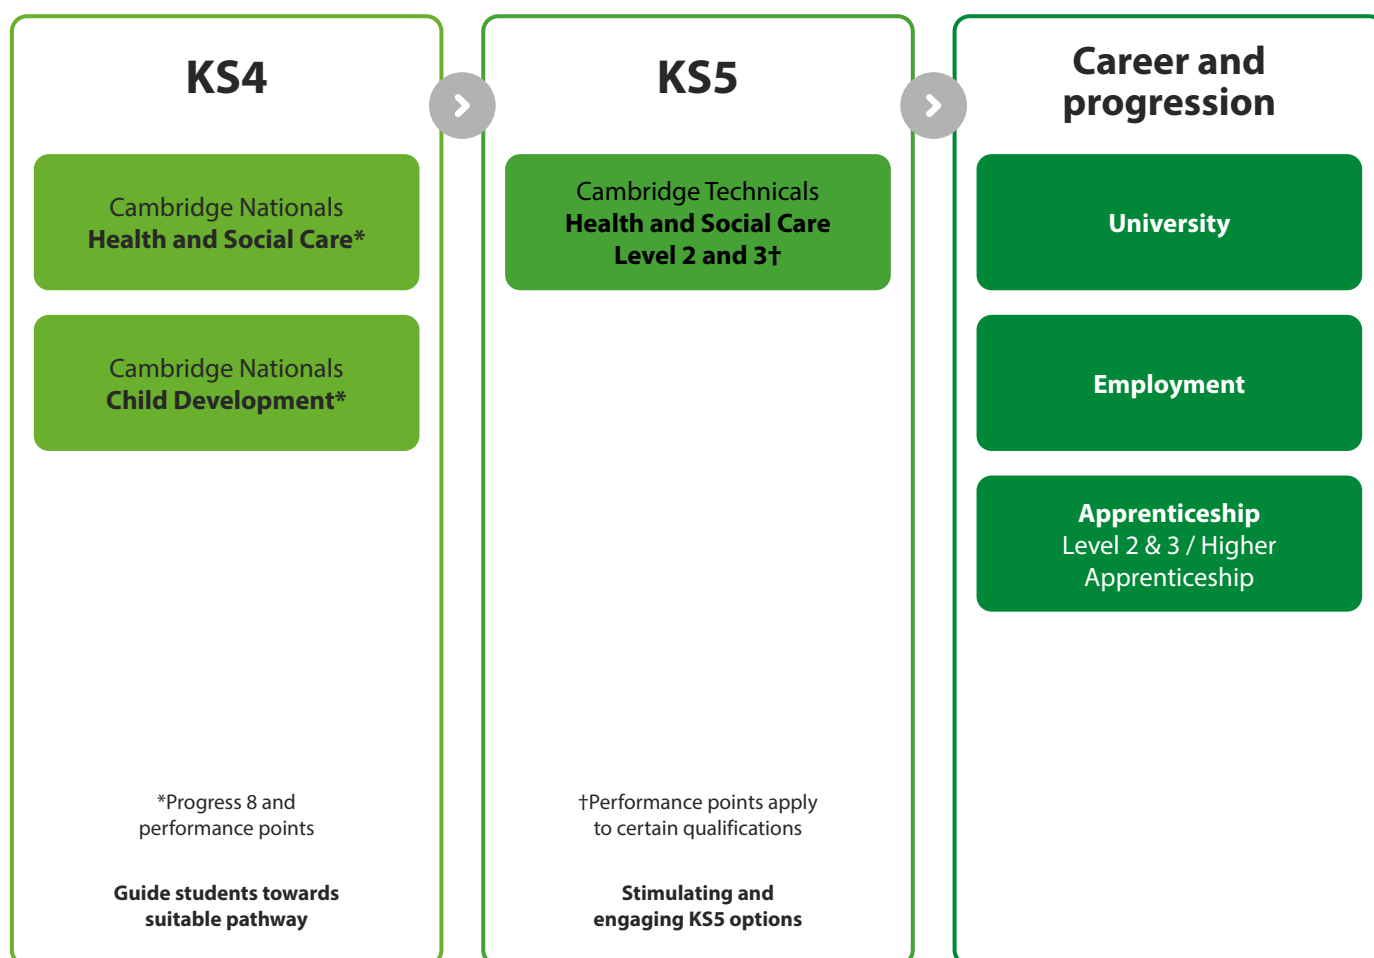 KS4
Cambridge Nationals
Health and Social Care*
Cambridge Nationals
Child Development*
*Progress 8 and
performance points
Guide students towards
suitable pathway
KS5
Cambridge Technicals
Health and Social Care
Level 2 and 3†
†Performance points apply
to certain qualifications
Stimulating and
engaging KS5 options
Career and
progression
University
Employment
Apprenticeship
Level 2 & 3 / Higher
Apprenticeship